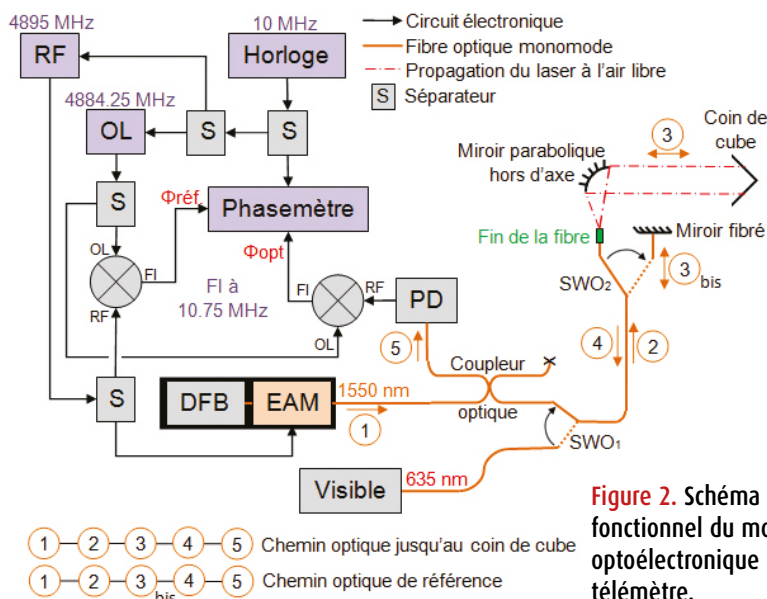 4895 MHz
10 MHz
RF
Horloge
Circuit électronique
Fibre optique monomode
Propagation du laser à l'air libre
S Séparateur
4884.25 MHz
OL
S
S
3
Coin de
cube
Miroir parabolique
hors d'axe
S
Φréf
Phasemètre
Fin de la fibre
Miroir fibré
OL
FI
Φopt
RF
FI à
10.75 MHz
FI
RF
OL
PD
SWO2
3 bis
5
4
2
Coupleur
x
optique
S
DFB
EAM
1550 nm
1
SWO1
Visible
635 nm
Figure 2. Schéma
fonctionnel du mo
optoélectronique
télémètre.
1 2 3 4 5 Chemin optique jusqu'au coin de cube
1 2 3 bis 4 5 Chemin optique de référence